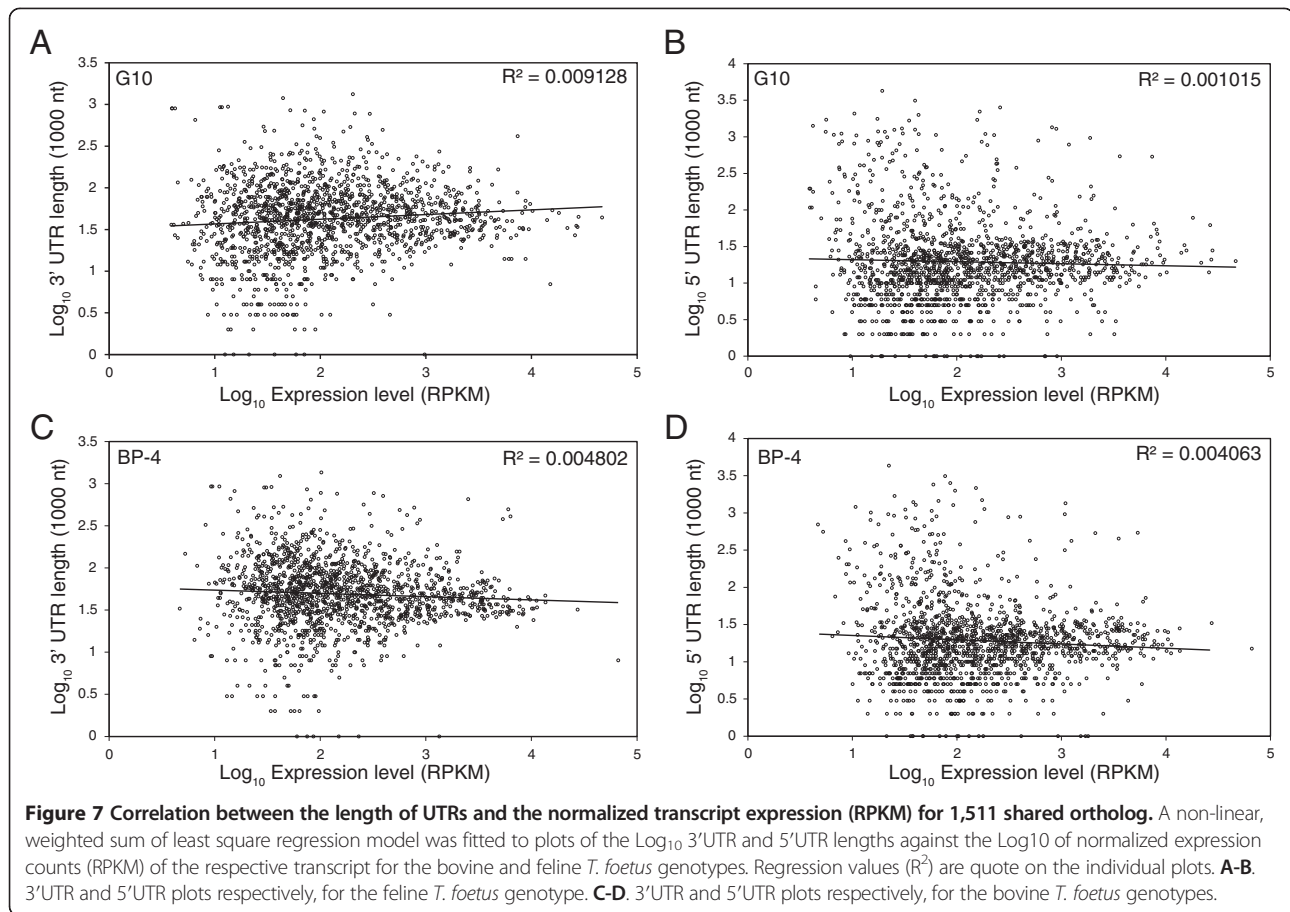 A
G10
R² = 0.009128
3.5
3
2.5
2
1.5
1
0.5
0
Log₁₀ 3' UTR length (1000 nt)
0 1 2 3 4 5
Log₁₀ Expression level (RPKM)
B
G10
R² = 0.001015
4
3.5
3
2.5
2
1.5
1
0.5
0
Log₁₀ 5' UTR length (1000 nt)
0 1 2 3 4 5
Log₁₀ Expression level (RPKM)
C
BP-4
R² = 0.004802
3.5
3
2.5
2
1.5
1
0.5
0
Log₁₀ 3' UTR length (1000 nt)
0 1 2 3 4 5
Log₁₀ Expression level (RPKM)
D
BP-4
R² = 0.004063
4
3.5
3
2.5
2
1.5
1
0.5
0
Log₁₀ 5' UTR length (1000 nt)
0 1 2 3 4 5
Log₁₀ Expression level (RPKM)
Figure 7 Correlation between the length of UTRs and the normalized transcript expression (RPKM) for 1,511 shared ortholog. A non-linear,
weighted sum of least square regression model was fitted to plots of the Log₁₀ 3'UTR and 5'UTR lengths against the Log10 of normalized expression
counts (RPKM) of the respective transcript for the bovine and feline T. foetus genotypes. Regression values (R²) are quote on the individual plots. A-B.
3'UTR and 5'UTR plots respectively, for the feline T. foetus genotype. C-D. 3'UTR and 5'UTR plots respectively, for the bovine T. foetus genotypes.